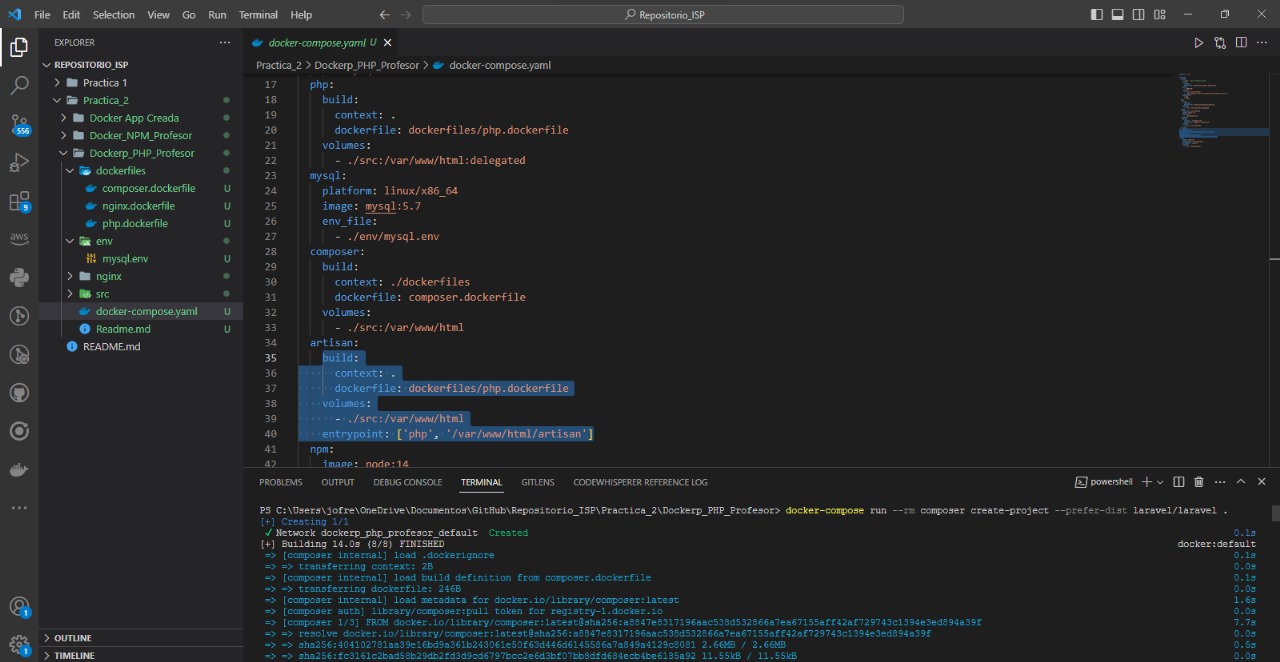 File Edit Selection View Go Run Terminal Help
Repositorio_ISP
EXPLORER
REPOSITORIO_ISP
Practica 1
Practica_2
Docker App Creada
Docker_NPM_Profesor
Dockerp_PHP_Profesor
dockerfiles
composer.dockerfile U
nginx.dockerfile U
php.dockerfile U
env
mysql.env U
nginx
src
docker-compose.yaml U
Readme.md U
README.md
OUTLINE
TIMELINE
556
9
aws
1
1
docker-compose.yaml U
Practica_2 > Dockerp_PHP_Profesor > docker-compose.yaml
17 php:
18 build:
19 context: .
20 dockerfile: dockerfiles/php.dockerfile
21 volumes:
22 - ./src:/var/www/html:delegated
23 mysql:
24 platform: linux/x86_64
25 image: mysql:5.7
26 env_file:
27 - ./env/mysql.env
28 composer:
29 build:
30 context: ./dockerfiles
31 dockerfile: composer.dockerfile
32 volumes:
33 - ./src:/var/www/html
34 artisan:
35 build:
36 context: .
37 dockerfile: dockerfiles/php.dockerfile
38 volumes:
39 - ./src:/var/www/html
40 entrypoint: ['php', '/var/www/html/artisan']
41 npm:
42 image: node:14
PROBLEMS OUTPUT DEBUG CONSOLE TERMINAL GITLENS CODEWHISPERER REFERENCE LOG
powershell
PS C:\Users\jofre\OneDrive\Documentos\GitHub\Repositorio_ISP\Practica_2\Dockerp_PHP_Profesor> docker-compose run --rm composer create-project --prefer-dist laravel/laravel .
[+] Creating 1/1
✓ Network dockerp_php_profesor_default Created 0.1s
[+] Building 14.0s (8/8) FINISHED docker:default
=> [composer internal] load .dockerignore 0.1s
=> => transferring context: 2B 0.0s
=> [composer internal] load build definition from composer.dockerfile 0.1s
=> => transferring dockerfile: 246B 0.0s
=> [composer internal] load metadata for docker.io/library/composer:latest 1.6s
=> [composer auth] library/composer:pull token for registry-1.docker.io 0.0s
=> [composer 1/3] FROM docker.io/library/composer:latest@sha256:a8847e8317196aac538d532866a7ea67155aff42af729743c1394e3ed894a39f 7.7s
=> => resolve docker.io/library/composer:latest@sha256:a8847e8317196aac538d532866a7ea67155aff42af729743c1394e3ed894a39f 0.0s
=> => sha256:404102781aa39e16bd9a361b243061e50f63d446d6145586a7a849a4129c8081 2.66MB / 2.66MB 0.5s
=> => sha256:fc3161c2bad58b29db2fd3d9cd6797bcc2e6d3bf07bb8dfd684ecb4be6185a92 11.55kB / 11.55kB 0.0s